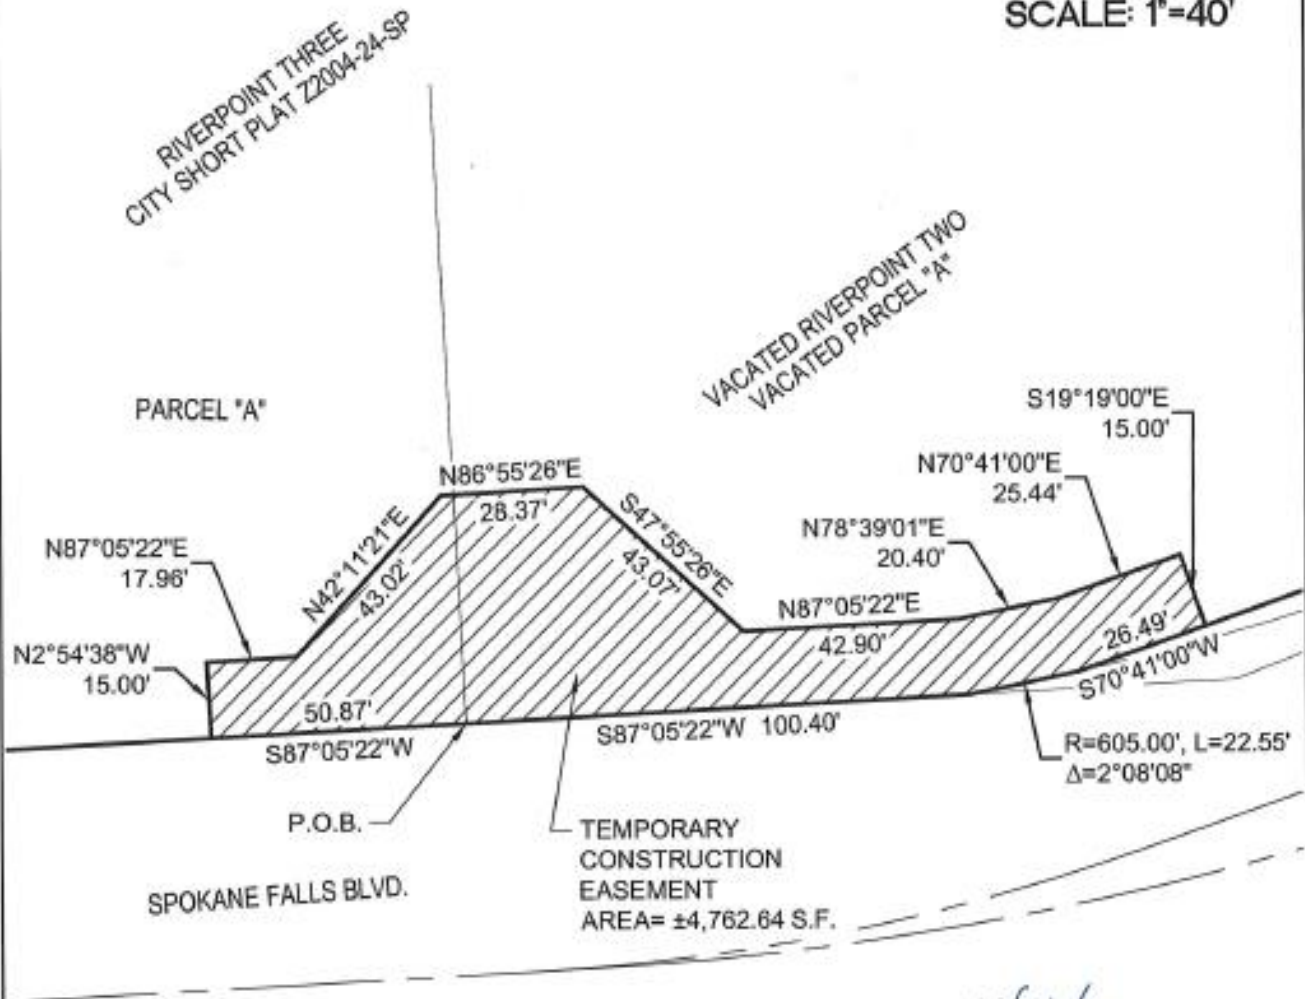 SCALE: 1"=40'
RIVERPOINT THREE
CITY SHORT PLAT Z2004-24-SP
VACATED RIVERPOINT TWO
VACATED PARCEL "A"
PARCEL "A"
S19°19'00"E
15.00'
N70°41'00"E
25.44'
N86°55'26"E
28.37'
S47°55'26"E
43.07'
N78°39'01"E
20.40'
N42°11'21"E
43.02'
N87°05'22"E
17.96'
N87°05'22"E
42.90'
26.49'
S70°41'00"W
N2°54'38"W
15.00'
50.87'
S87°05'22"W
S87°05'22"W 100.40'
R=605.00', L=22.55'
Δ=2°08'08"
P.O.B.
TEMPORARY
CONSTRUCTION
EASEMENT
AREA= ±4,762.64 S.F.
SPOKANE FALLS BLVD.